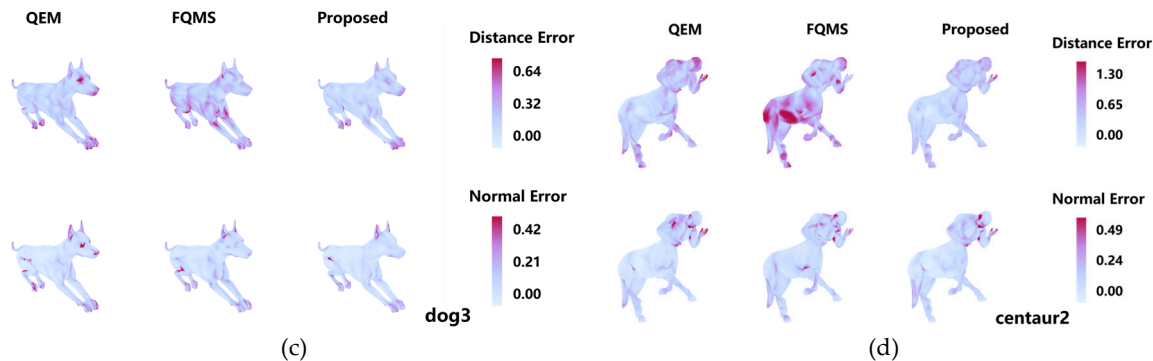 QEM FQMS Proposed
Distance Error
0.64
0.32
0.00
Normal Error
0.42
0.21
0.00
dog3
(c)
QEM FQMS Proposed
Distance Error
1.30
0.65
0.00
Normal Error
0.49
0.24
0.00
centaur2
(d)